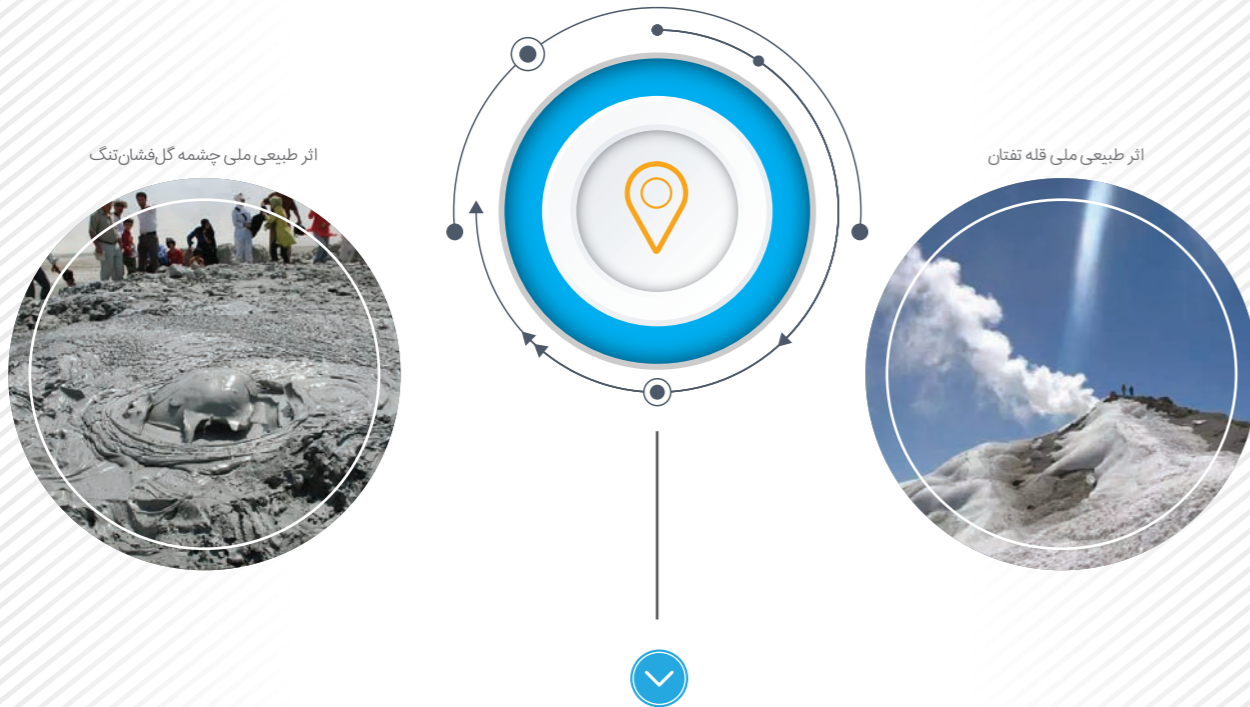 اثر طبیعی ملی قله تفتان
اثر طبیعی ملی چشمه گل‌فشان‌تنگ